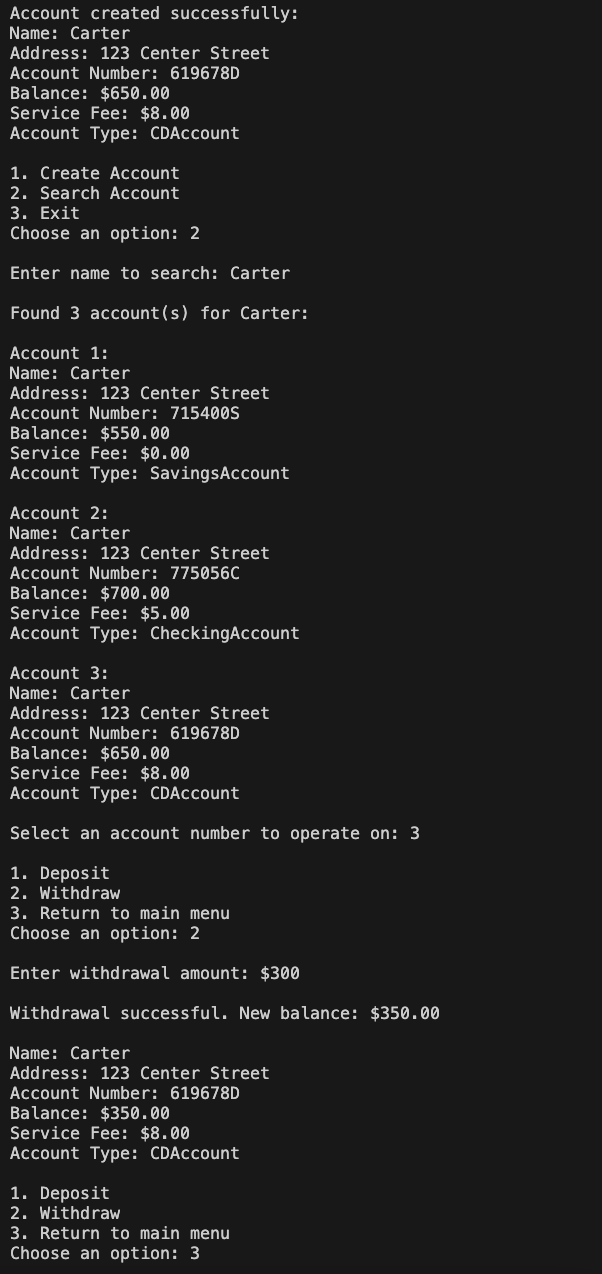 Account created successfully:
Name: Carter
Address: 123 Center Street
Account Number: 619678D
Balance: $650.00
Service Fee: $8.00
Account Type: CDAccount
1. Create Account
2. Search Account
3. Exit
Choose an option: 2
Enter name to search: Carter
Found 3 account(s) for Carter:
Account 1:
Name: Carter
Address: 123 Center Street
Account Number: 715400S
Balance: $550.00
Service Fee: $0.00
Account Type: SavingsAccount
Account 2:
Name: Carter
Address: 123 Center Street
Account Number: 775056C
Balance: $700.00
Service Fee: $5.00
Account Type: CheckingAccount
Account 3:
Name: Carter
Address: 123 Center Street
Account Number: 619678D
Balance: $650.00
Service Fee: $8.00
Account Type: CDAccount
Select an account number to operate on: 3
1. Deposit
2. Withdraw
3. Return to main menu
Choose an option: 2
Enter withdrawal amount: $300
Withdrawal successful. New balance: $350.00
Name: Carter
Address: 123 Center Street
Account Number: 619678D
Balance: $350.00
Service Fee: $8.00
Account Type: CDAccount
1. Deposit
2. Withdraw
3. Return to main menu
Choose an option: 3